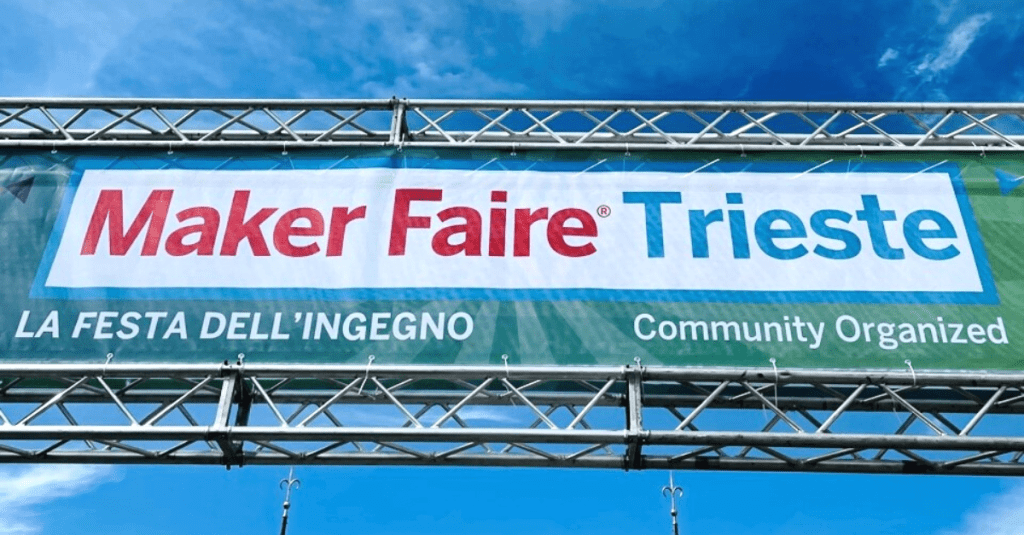 Maker Faire® Trieste
LA FESTA DELL'INGEGNO
Community Organized